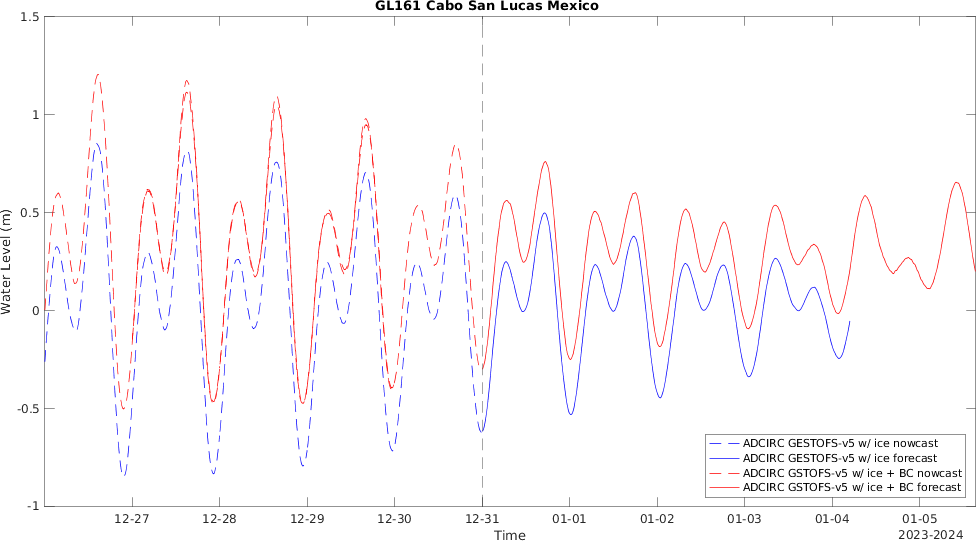 GL161 Cabo San Lucas Mexico
1.5
1
0.5
0
-0.5
-1
Water Level (m)
12-27
12-28
12-29
12-30
12-31
01-01
01-02
01-03
01-04
01-05
Time
2023-2024
ADCIRC GESTOFS-v5 w/ ice nowcast
ADCIRC GESTOFS-v5 w/ ice forecast
ADCIRC GSTOFS-v5 w/ ice + BC nowcast
ADCIRC GSTOFS-v5 w/ ice + BC forecast